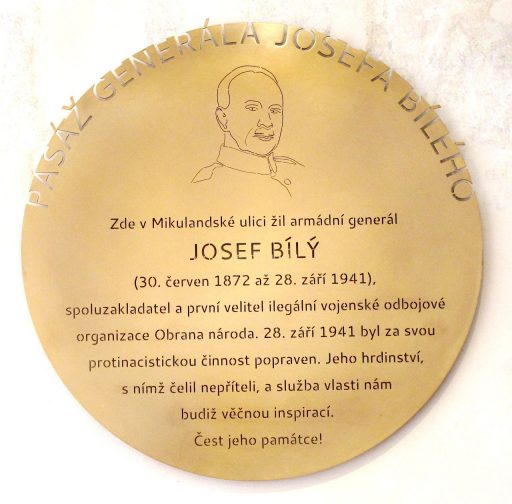 PASÁŽ GENERÁLA JOSEFA BÍLÉHO
Zde v Mikulandské ulici žil armádní generál
JOSEF BÍLÝ
(30. červen 1872 až 28. září 1941),
spoluzakladatel a první velitel ilegální vojenské odbojové
organizace Obrana národa. 28. září 1941 byl za svou
protinacistickou činnost popraven. Jeho hrdinství,
s nímž čelil nepříteli, a služba vlasti nám
budiž věčnou inspirací.
Čest jeho památce!